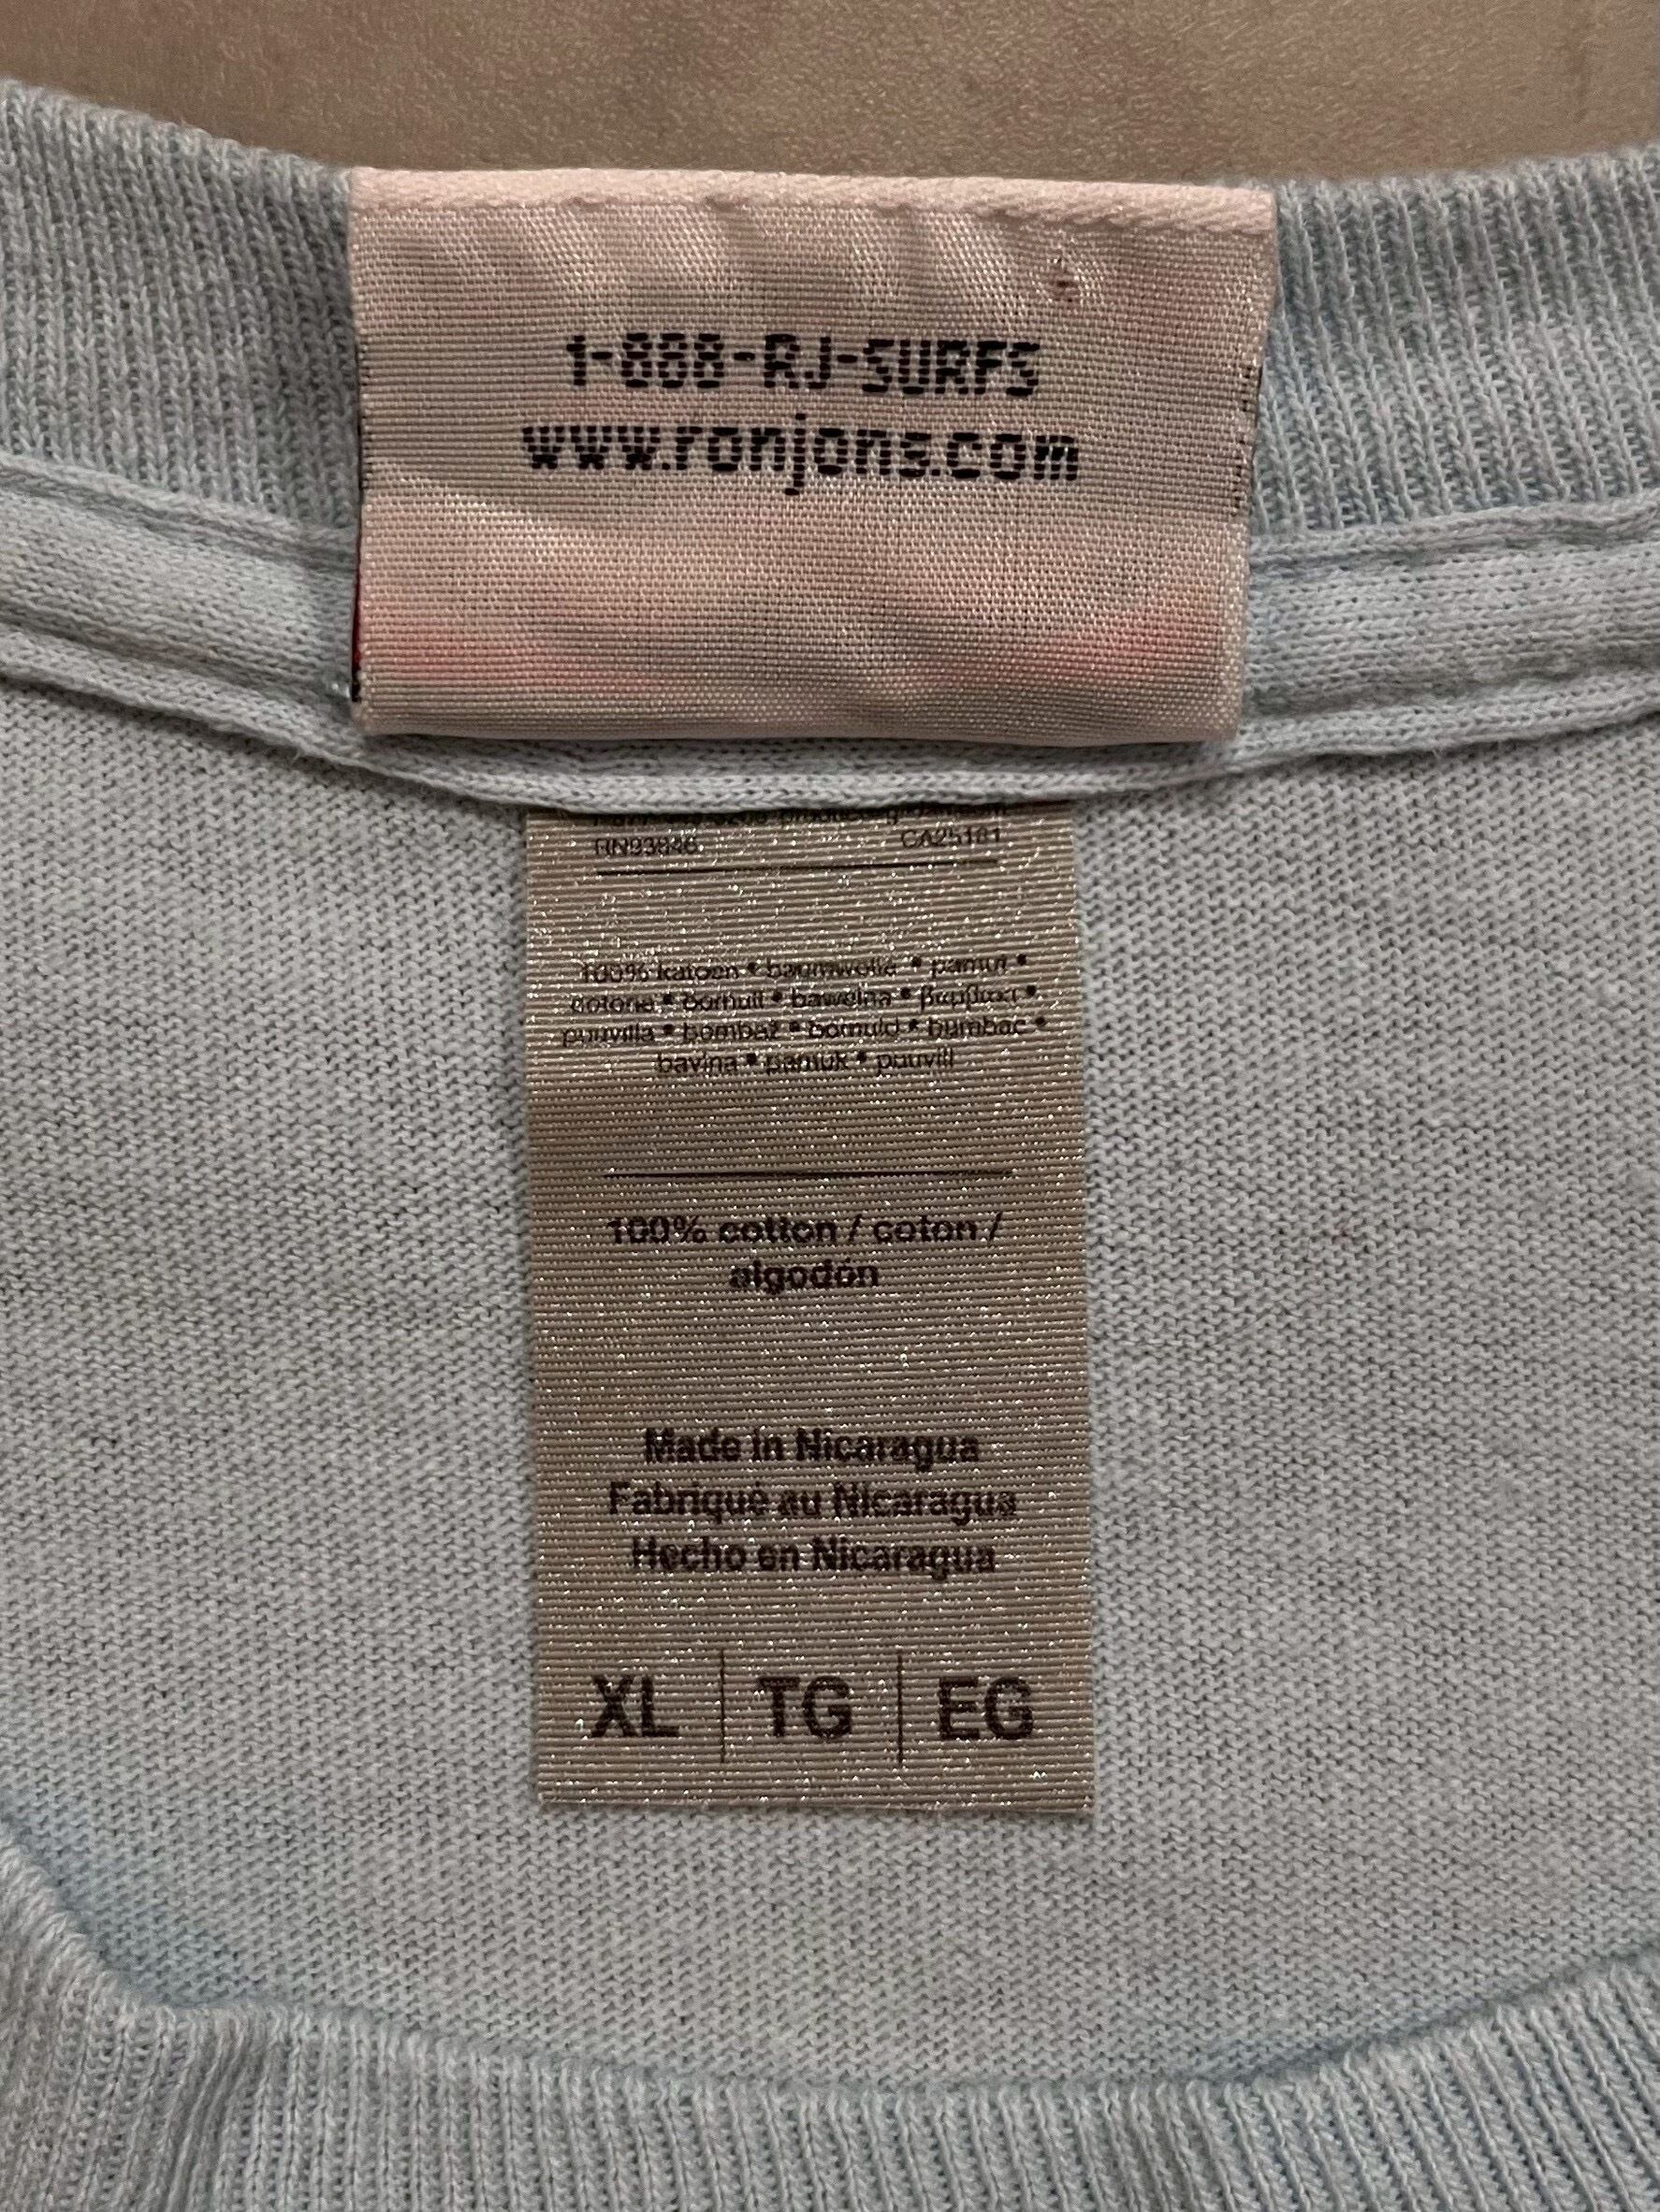 1-888-RJ-SURFS
www.ronjons.com
RN93846 CA25181
100% katoen • baumwolle • pamut •
cotone • bomull • bawełna • βαμβάκι •
puuvilla • bombaž • bomuld • bumbac •
bavlna • pamuk • puuvill
100% cotton / coton /
algodón
Made in Nicaragua
Fabriqué au Nicaragua
Hecho en Nicaragua
XL | TG | EG